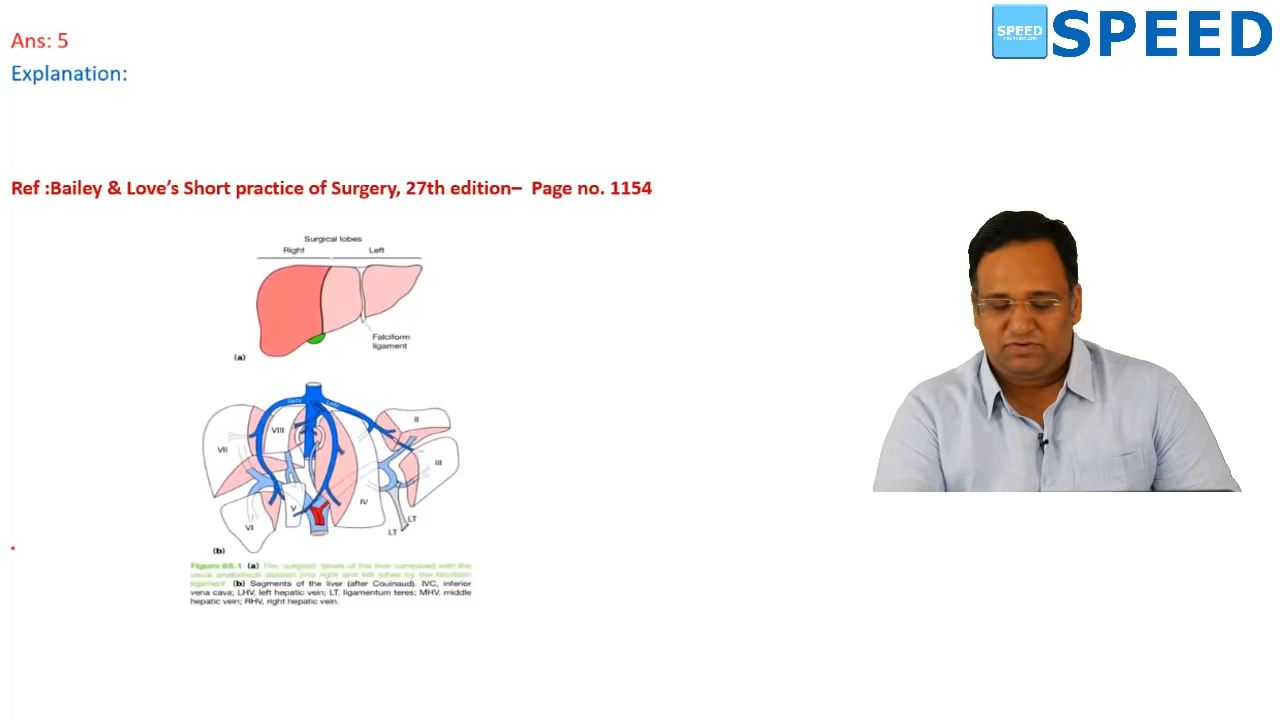 Ans: 5
Explanation:
SPEED
SPEED
Ref :Bailey & Love's Short practice of Surgery, 27th edition– Page no. 1154
Surgical lobes
Right Left
Falciform
ligament
(a)
II
VIII
VII
III
IV
V
VI
LT
LT
(b)
Figure 65.1 (a) The 'surgical' lobes of the liver compared with the
usual anatomical division into right and left lobes by the falciform
ligament. (b) Segments of the liver (after Couinaud). IVC, inferior
vena cava; LHV, left hepatic vein; LT, ligamentum teres; MHV, middle
hepatic vein; RHV, right hepatic vein.